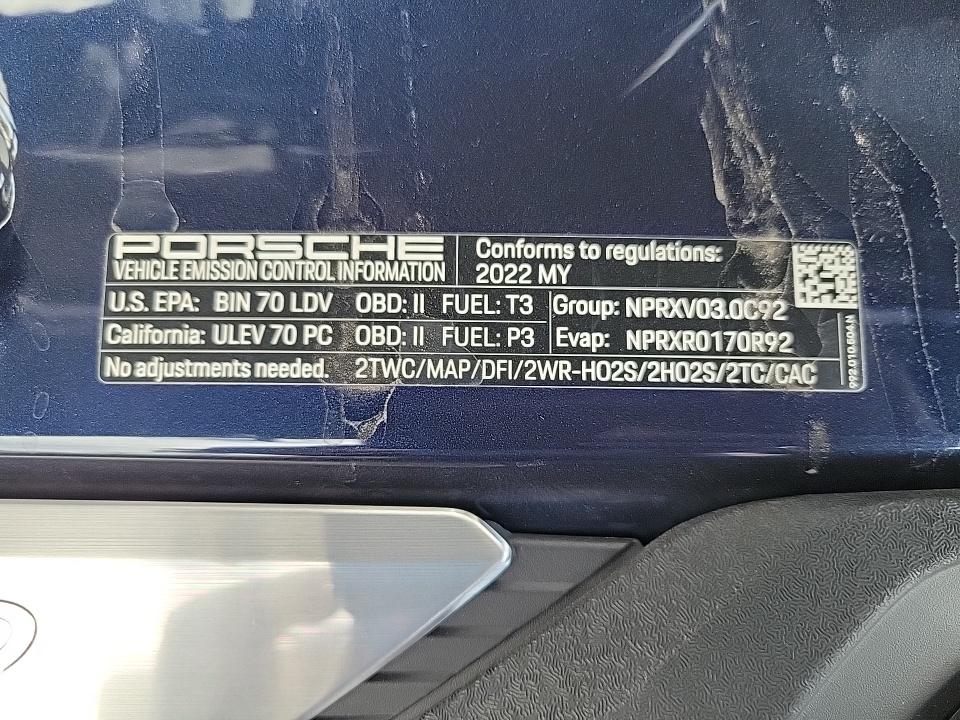 PORSCHE
VEHICLE EMISSION CONTROL INFORMATION
Conforms to regulations:
2022 MY
U.S. EPA: BIN 70 LDV OBD: II FUEL: T3
California: ULEV 70 PC OBD: II FUEL: P3
Group: NPRXV03.0C92
Evap: NPRXR0170R92
No adjustments needed. 2TWC/MAP/DFI/2WR-HO2S/2HO2S/2TC/CAC